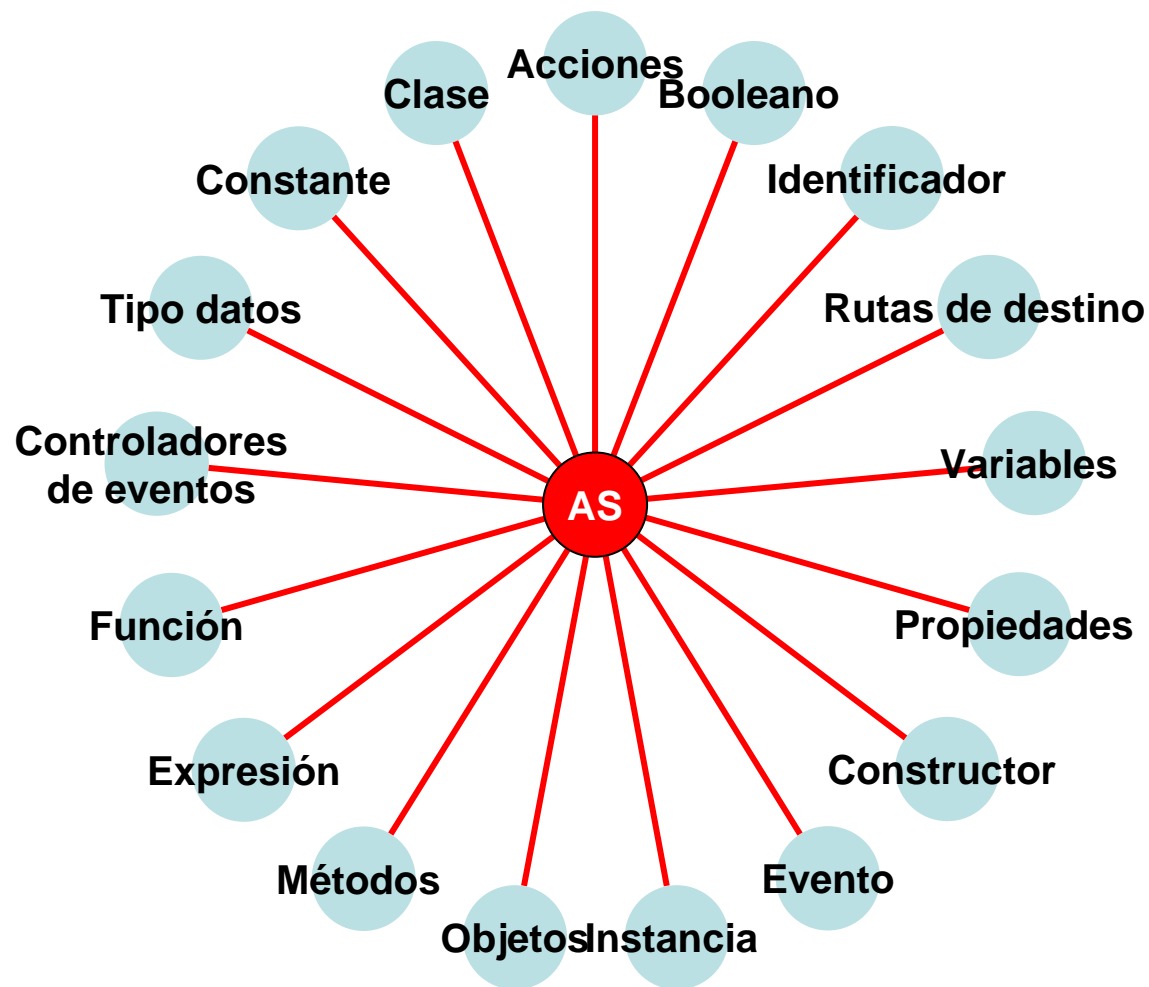 Acciones
Booleano
Identificador
Rutas de destino
Variables
Propiedades
Constructor
Evento
Instancia
Objetos
Métodos
Expresión
Función
Controladores
de eventos
Tipo datos
Constante
Clase
AS